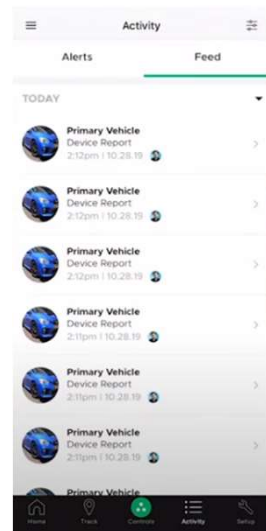 Activity
Alerts Feed
TODAY
Primary Vehicle
Device Report
2:12pm | 10.28.19
Primary Vehicle
Device Report
2:12pm | 10.28.19
Primary Vehicle
Device Report
2:12pm | 10.28.19
Primary Vehicle
Device Report
2:11pm | 10.28.19
Primary Vehicle
Device Report
2:11pm | 10.28.19
Primary Vehicle
Device Report
2:11pm | 10.28.19
Primary Vehicle
Home Track Controls Activity Setup